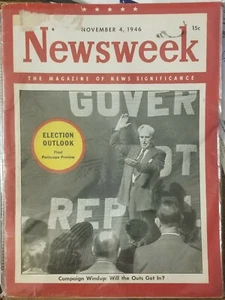 NOVEMBER 4, 1946
15c
Newsweek
THE MAGAZINE OF NEWS SIGNIFICANCE
GOVER
OT
REP L
ELECTION
OUTLOOK
Final
Periscope Preview
Campaign Windup: Will the Outs Get In?